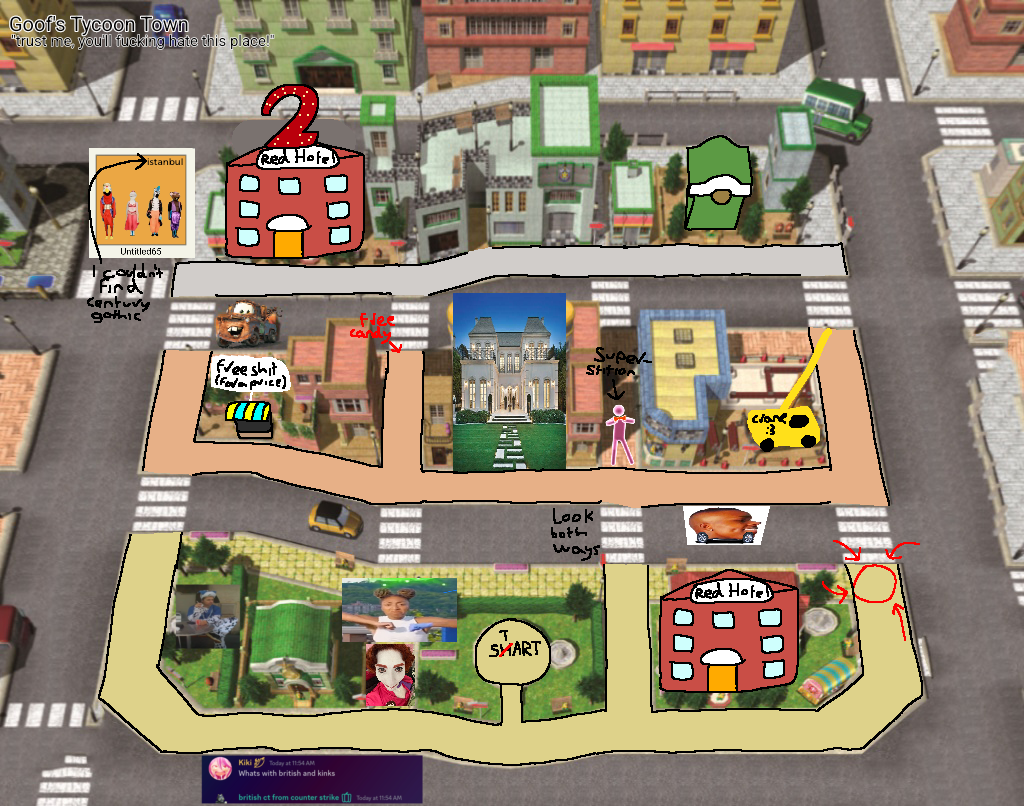 Goof's Tycoon Town
"trust me, you'll fucking hate this place!"
2
Red Hotel
istanbul
Untitled65
I couldn't
find
century
gothic
free
candy
Free shit
(for a price)
Super-
stition
crane
:3
Look
both
ways
Red Hotel
T
SMART
Kiki Today at 11:54 AM
Whats with british and kinks
british ct from counter strike Today at 11:54 AM